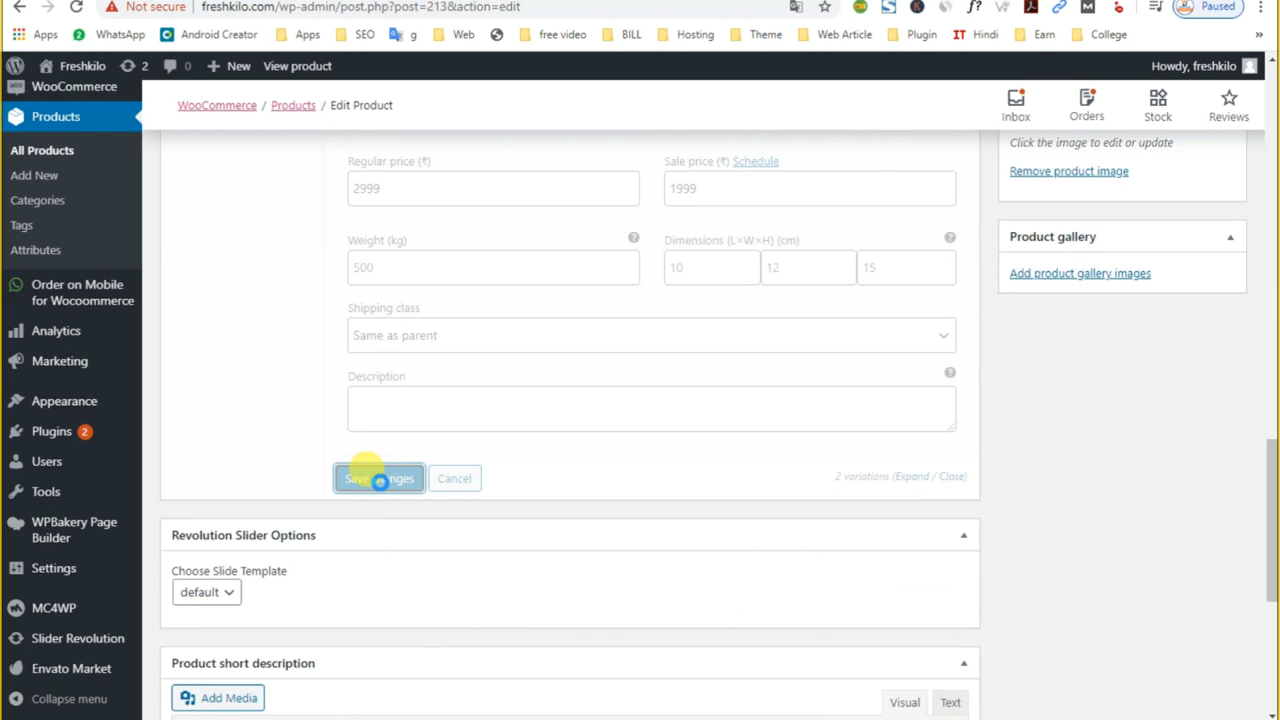 Not secure freshkilo.com/wp-admin/post.php?post=213&action=edit Paused
Apps WhatsApp Android Creator Apps SEO g Web free video BILL Hosting Theme Web Article Plugin IT Hindi Earn College »
Freshkilo 2 0 New View product Howdy, freshkilo
WooCommerce
Products
All Products
Add New
Categories
Tags
Attributes
Order on Mobile
for Wocoommerce
Analytics
Marketing
Appearance
Plugins 2
Users
Tools
WPBakery Page
Builder
Settings
MC4WP
Slider Revolution
Envato Market
Collapse menu
WooCommerce / Products / Edit Product
Inbox Orders Stock Reviews
Regular price (₹) Sale price (₹) Schedule
2999 1999
Weight (kg) Dimensions (L×W×H) (cm)
500 10 12 15
Shipping class
Same as parent
Description
Save changes Cancel 2 variations (Expand / Close)
Revolution Slider Options
Choose Slide Template
default
Product short description
Add Media Visual Text
Click the image to edit or update
Remove product image
Product gallery
Add product gallery images